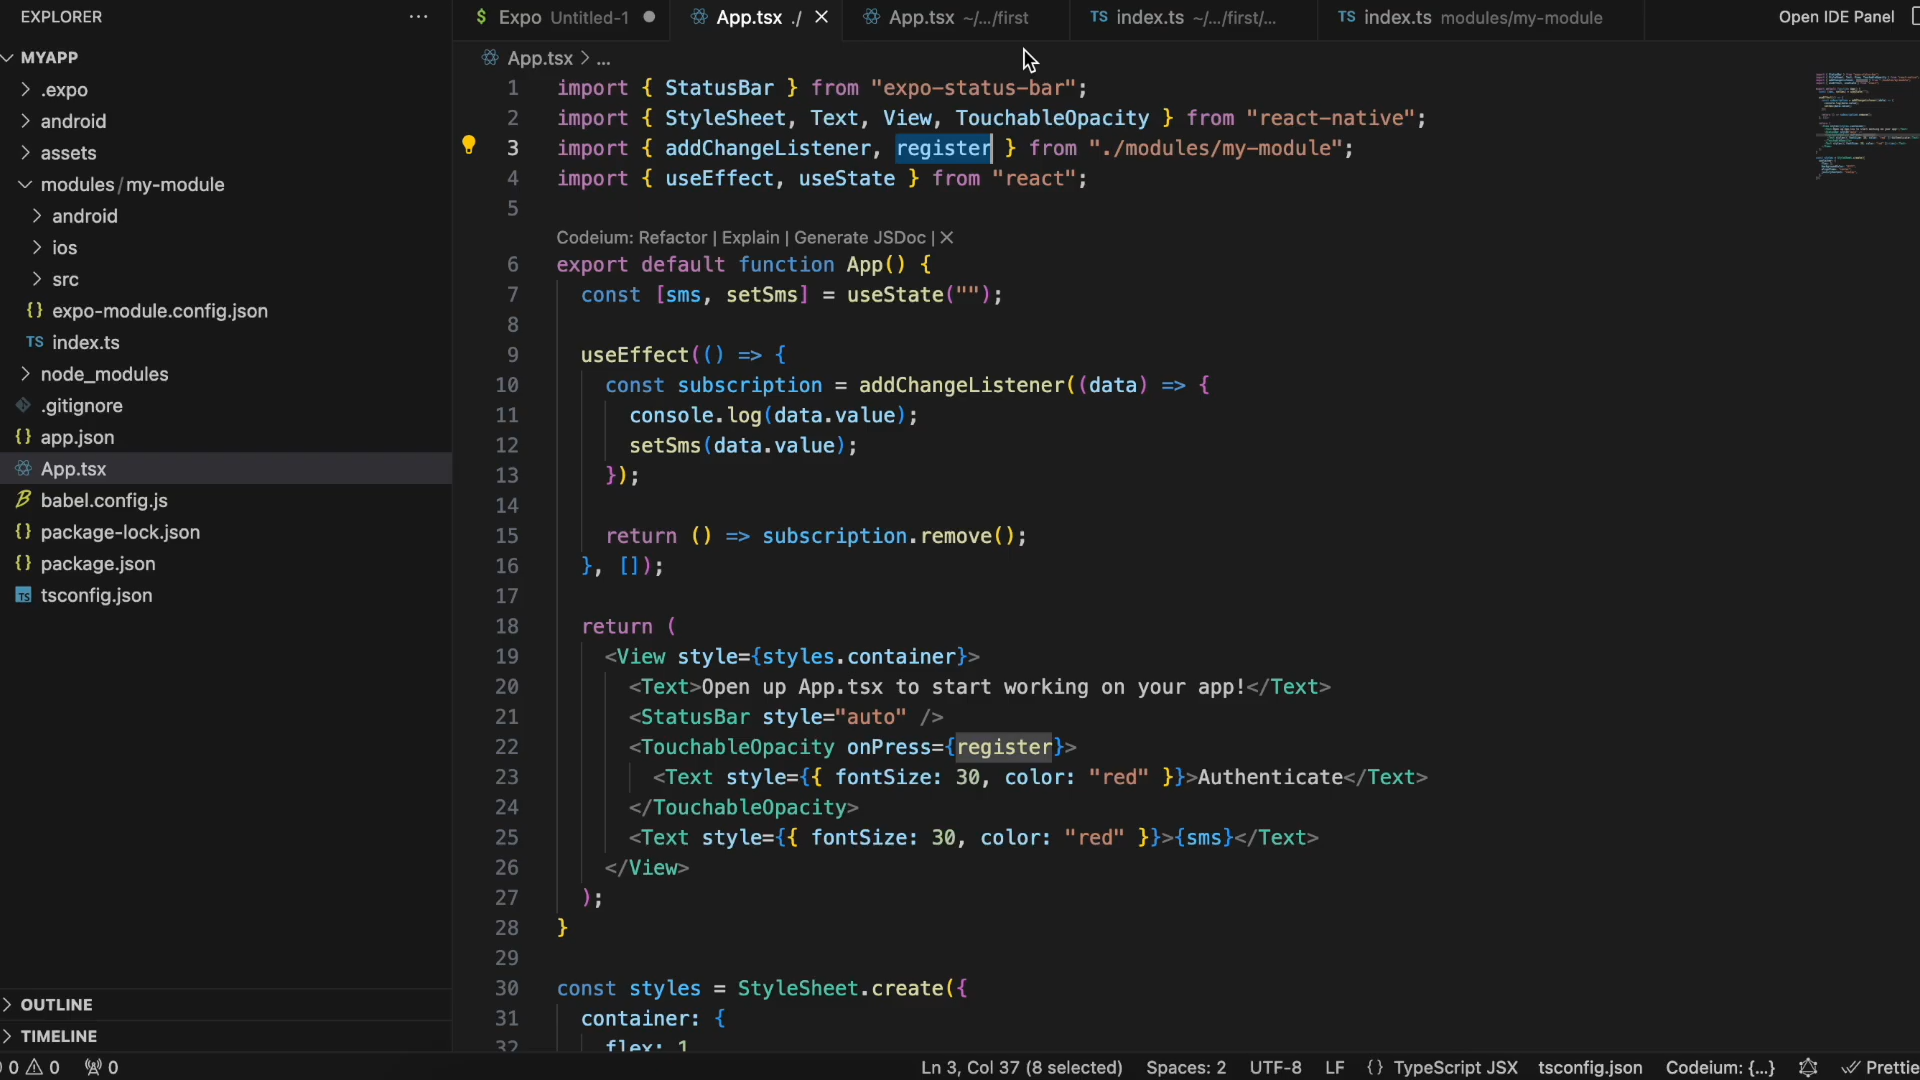 EXPLORER
MYAPP
.expo
android
assets
modules / my-module
android
ios
src
{} expo-module.config.json
TS index.ts
node_modules
.gitignore
{} app.json
App.tsx
babel.config.js
{} package-lock.json
{} package.json
TS tsconfig.json
OUTLINE
TIMELINE
$ Expo Untitled-1
App.tsx ./
App.tsx ~/.../first
TS index.ts ~/.../first/...
TS index.ts modules/my-module
Open IDE Panel
App.tsx > ...
1 import { StatusBar } from "expo-status-bar";
2 import { StyleSheet, Text, View, TouchableOpacity } from "react-native";
3 import { addChangeListener, register } from "./modules/my-module";
4 import { useEffect, useState } from "react";
5
Codeium: Refactor | Explain | Generate JSDoc | ×
6 export default function App() {
7 const [sms, setSms] = useState("");
8
9 useEffect(() => {
10 const subscription = addChangeListener((data) => {
11 console.log(data.value);
12 setSms(data.value);
13 });
14
15 return () => subscription.remove();
16 }, []);
17
18 return (
19 <View style={styles.container}>
20 <Text>Open up App.tsx to start working on your app!</Text>
21 <StatusBar style="auto" />
22 <TouchableOpacity onPress={register}>
23 <Text style={{ fontSize: 30, color: "red" }}>Authenticate</Text>
24 </TouchableOpacity>
25 <Text style={{ fontSize: 30, color: "red" }}>{sms}</Text>
26 </View>
27 );
28 }
29
30 const styles = StyleSheet.create({
31 container: {
32 flex: 1
0 0 0
Ln 3, Col 37 (8 selected) Spaces: 2 UTF-8 LF {} TypeScript JSX tsconfig.json Codeium: {...} Prettie